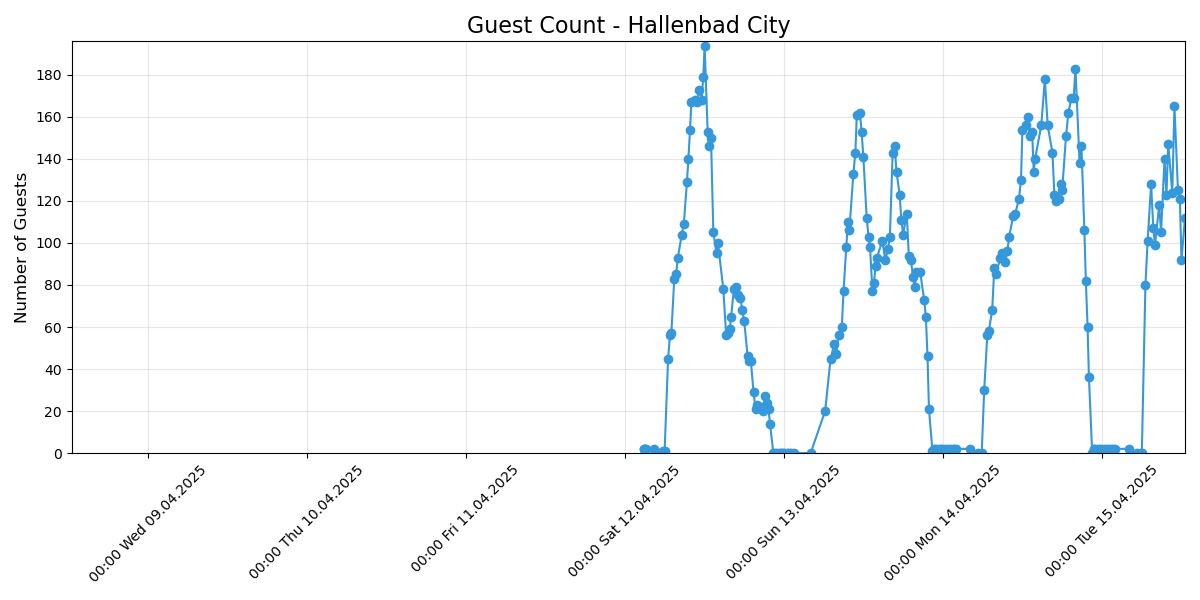 Guest Count - Hallenbad City
Number of Guests
180
160
140
120
100
80
60
40
20
0
00:00 Wed 09.04.2025
00:00 Thu 10.04.2025
00:00 Fri 11.04.2025
00:00 Sat 12.04.2025
00:00 Sun 13.04.2025
00:00 Mon 14.04.2025
00:00 Tue 15.04.2025